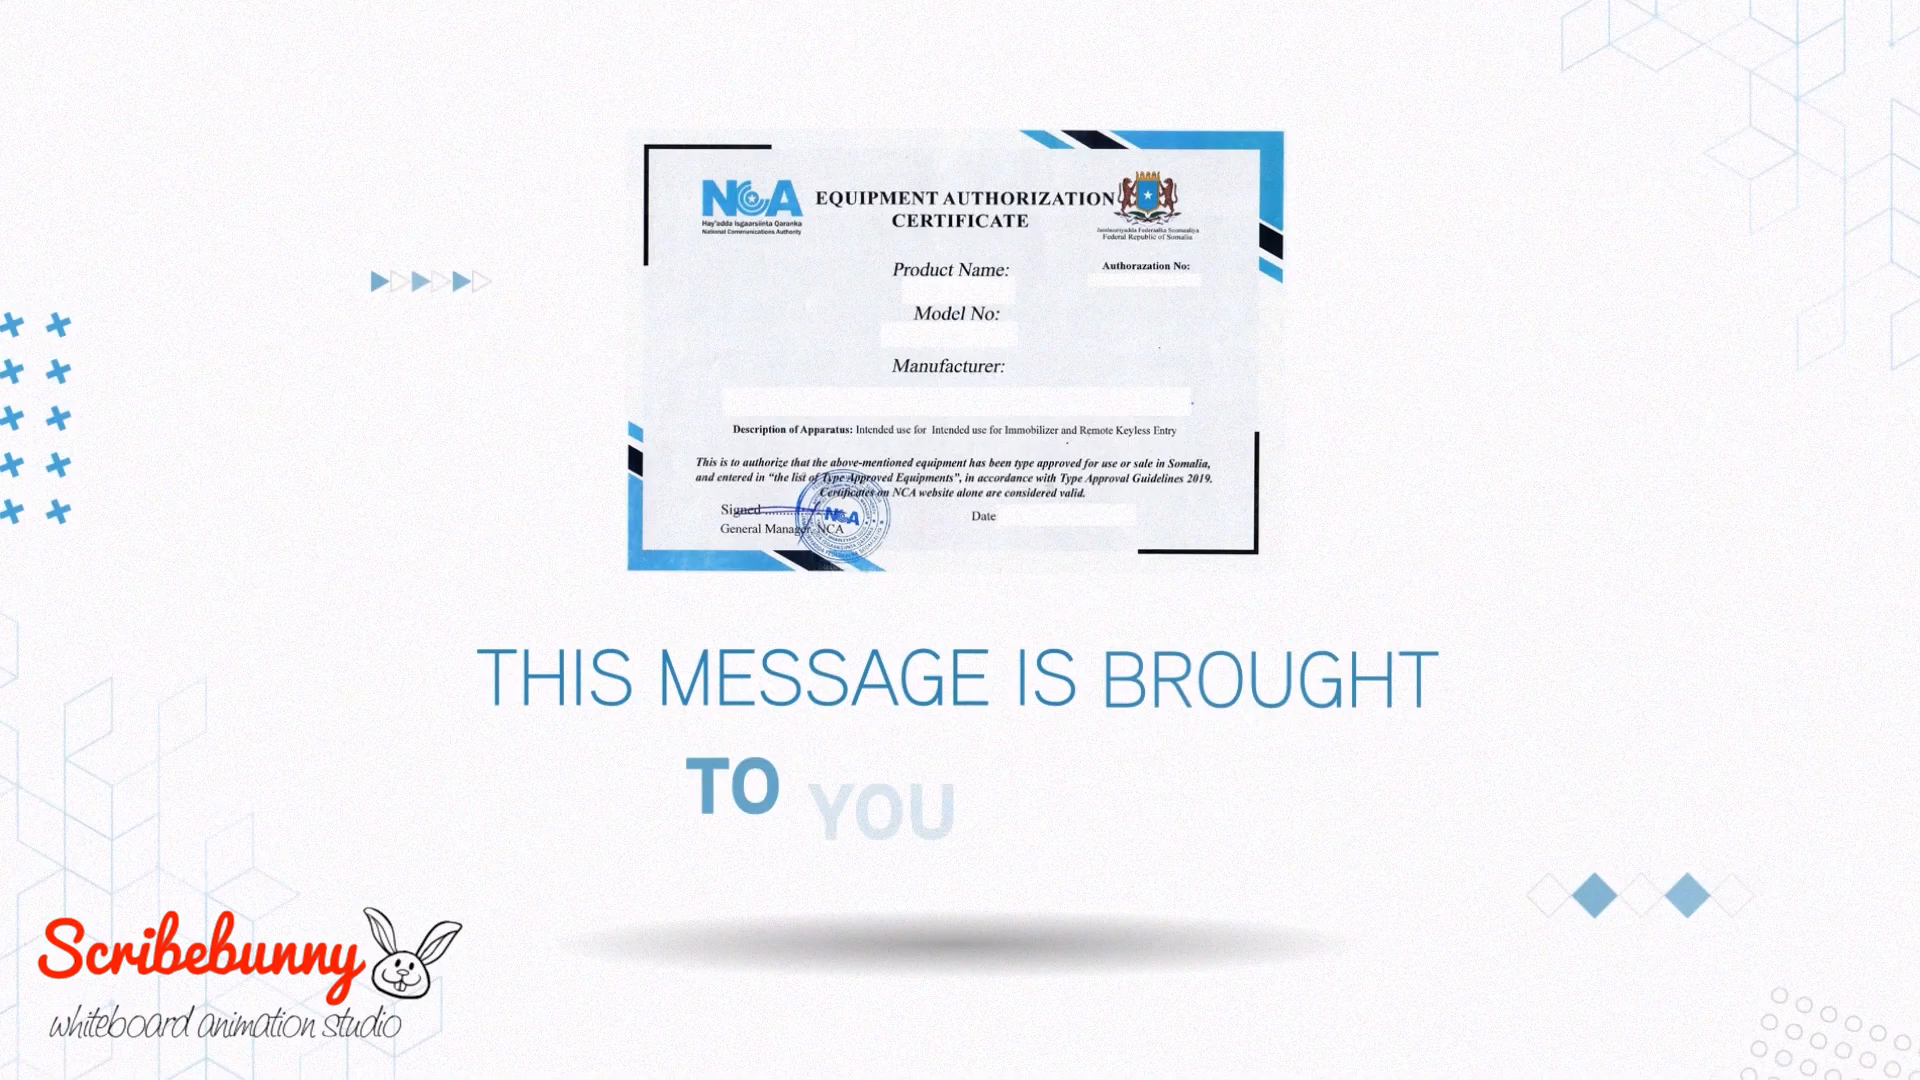 NCA
Hay'adda Isgaarsiinta Qaranka
National Communications Authority
EQUIPMENT AUTHORIZATION
CERTIFICATE
Jamhuuriyadda Federaalka Soomaaliya
Federal Republic of Somalia
Product Name:
Authorazation No:
Model No:
Manufacturer:
Description of Apparatus: Intended use for Intended use for Immobilizer and Remote Keyless Entry
This is to authorize that the above-mentioned equipment has been type approved for use or sale in Somalia,
and entered in “the list of Type Approved Equipments”, in accordance with Type Approval Guidelines 2019.
Certificates on NCA website alone are considered valid.
Signed
NCA
Date
General Manager, NCA
THIS MESSAGE IS BROUGHT
TO YOU
Scribebunny
whiteboard animation studio